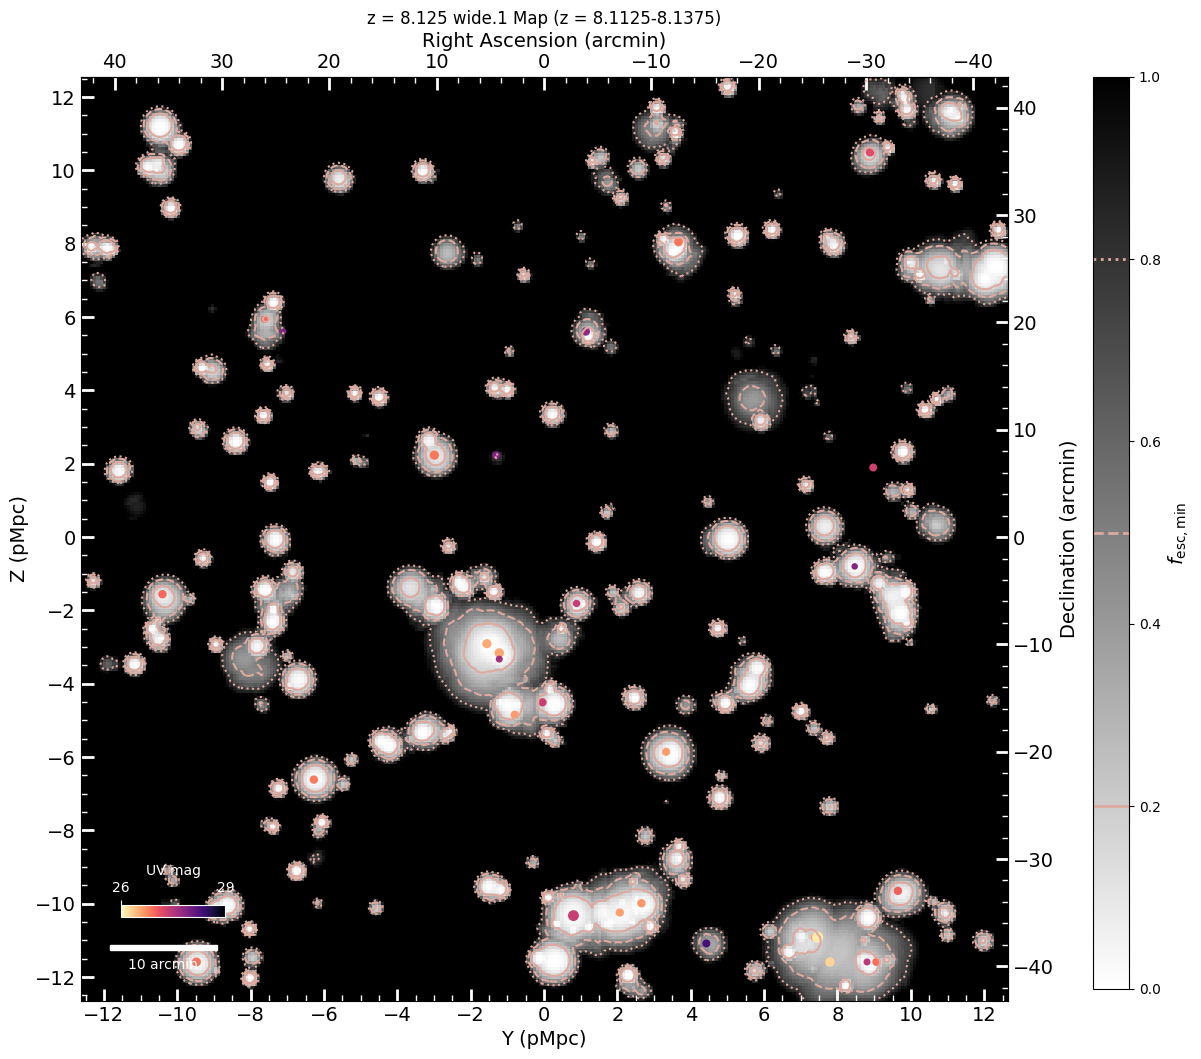 z = 8.125 wide.1 Map (z = 8.1125-8.1375)
Right Ascension (arcmin)
40 30 20 10 0 −10 −20 −30 −40
12
10
8
6
4
2
0
−2
−4
−6
−8
−10
−12
Z (pMpc)
40
30
20
10
0
−10
−20
−30
−40
Declination (arcmin)
1.0
0.8
0.6
0.4
0.2
0.0
f_esc,min
UV mag
26 29
10 arcmin
−12 −10 −8 −6 −4 −2 0 2 4 6 8 10 12
Y (pMpc)